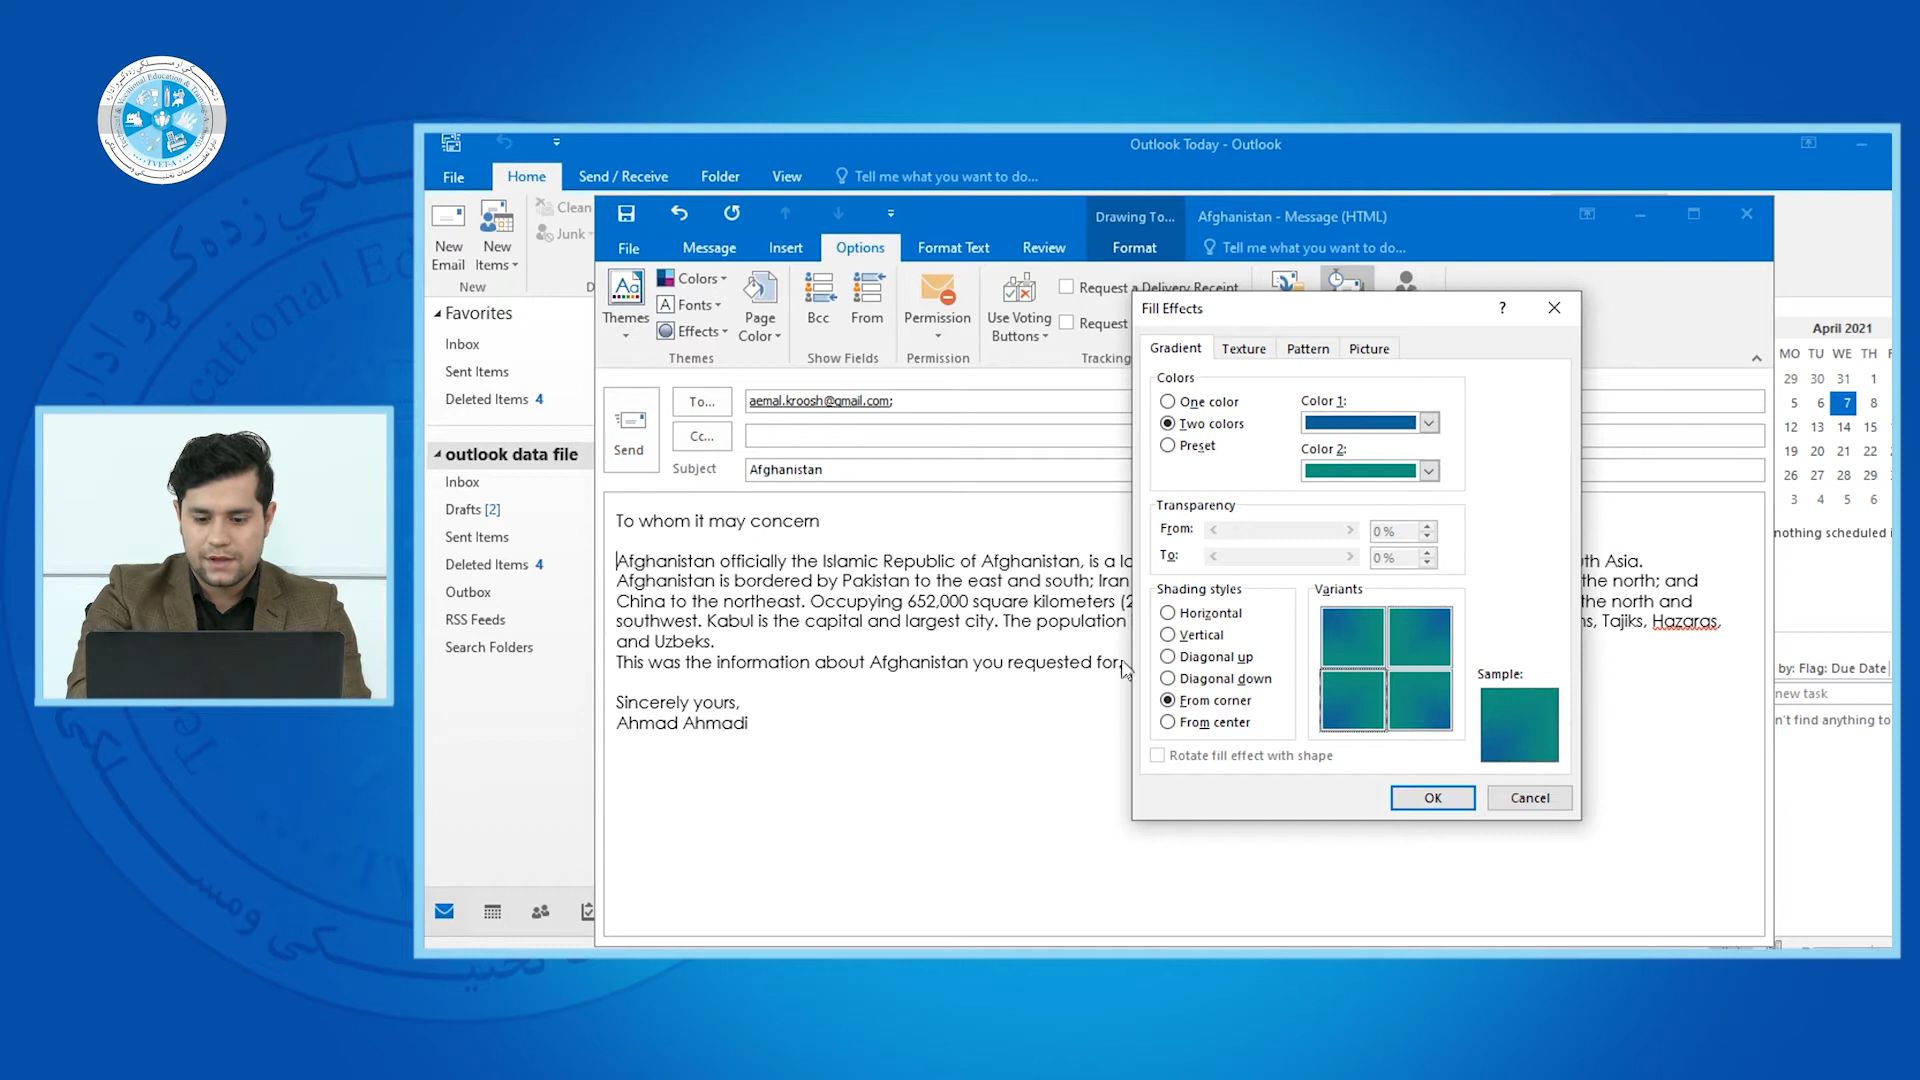 Technical & Vocational Education & Training-A
TVET-A
Outlook Today - Outlook
File
Home
Send / Receive
Folder
View
Tell me what you want to do...
New
Email
New
Items
Clean
Junk
New
D
Drawing To...
Afghanistan - Message (HTML)
File
Message
Insert
Options
Format Text
Review
Format
Tell me what you want to do...
Aa
Themes
Colors
A Fonts
Effects
Page
Color
Themes
Bcc
From
Show Fields
Permission
Permission
Use Voting
Buttons
Request a Delivery Receipt
Request
Tracking
Favorites
Inbox
Sent Items
Deleted Items 4
outlook data file
Inbox
Drafts [2]
Sent Items
Deleted Items 4
Outbox
RSS Feeds
Search Folders
Send
To...
aemal.kroosh@gmail.com;
Cc...
Subject
Afghanistan
To whom it may concern
Afghanistan officially the Islamic Republic of Afghanistan, is a la
th Asia.
Afghanistan is bordered by Pakistan to the east and south; Iran
the north; and
China to the northeast. Occupying 652,000 square kilometers (2
the north and
southwest. Kabul is the capital and largest city. The population
s, Tajiks, Hazaras,
and Uzbeks.
This was the information about Afghanistan you requested for.
Sincerely yours,
Ahmad Ahmadi
Fill Effects
?
Gradient
Texture
Pattern
Picture
Colors
One color
Two colors
Preset
Color 1:
Color 2:
Transparency
From:
0 %
To:
0 %
Shading styles
Horizontal
Vertical
Diagonal up
Diagonal down
From corner
From center
Variants
Sample:
Rotate fill effect with shape
OK
Cancel
April 2021
MO TU WE TH F
29 30 31 1
5 6 7 8
12 13 14 15
19 20 21 22
26 27 28 29
3 4 5 6
nothing scheduled i
by: Flag: Due Date
new task
n't find anything to